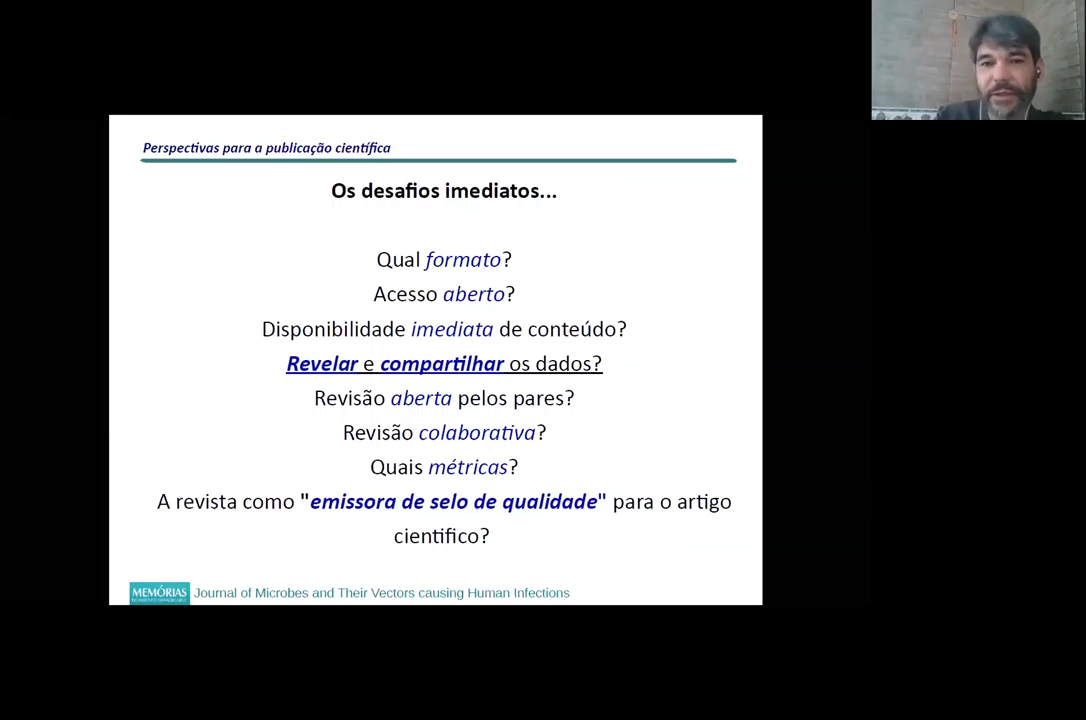 Perspectivas para a publicação científica
Os desafios imediatos...
Qual formato?
Acesso aberto?
Disponibilidade imediata de conteúdo?
Revelar e compartilhar os dados?
Revisão aberta pelos pares?
Revisão colaborativa?
Quais métricas?
A revista como "emissora de selo de qualidade" para o artigo
científico?
MEMÓRIAS
Journal of Microbes and Their Vectors causing Human Infections